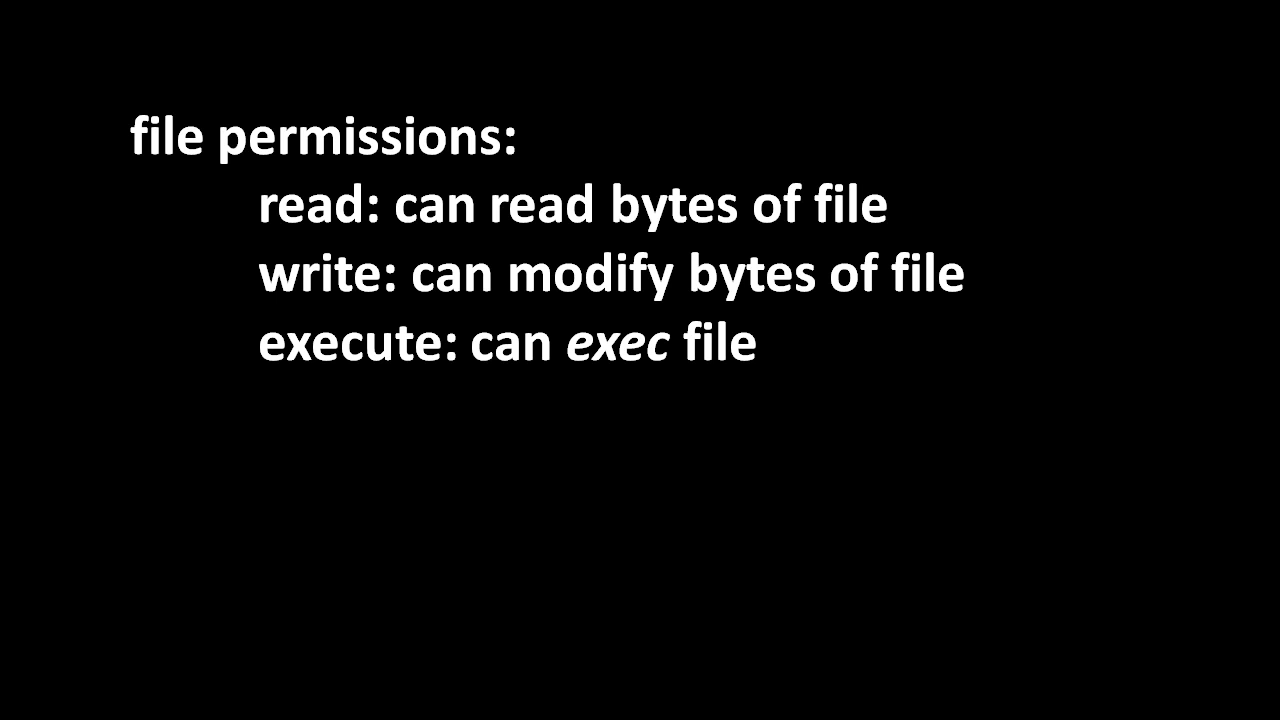 file permissions:
read: can read bytes of file
write: can modify bytes of file
execute: can exec file